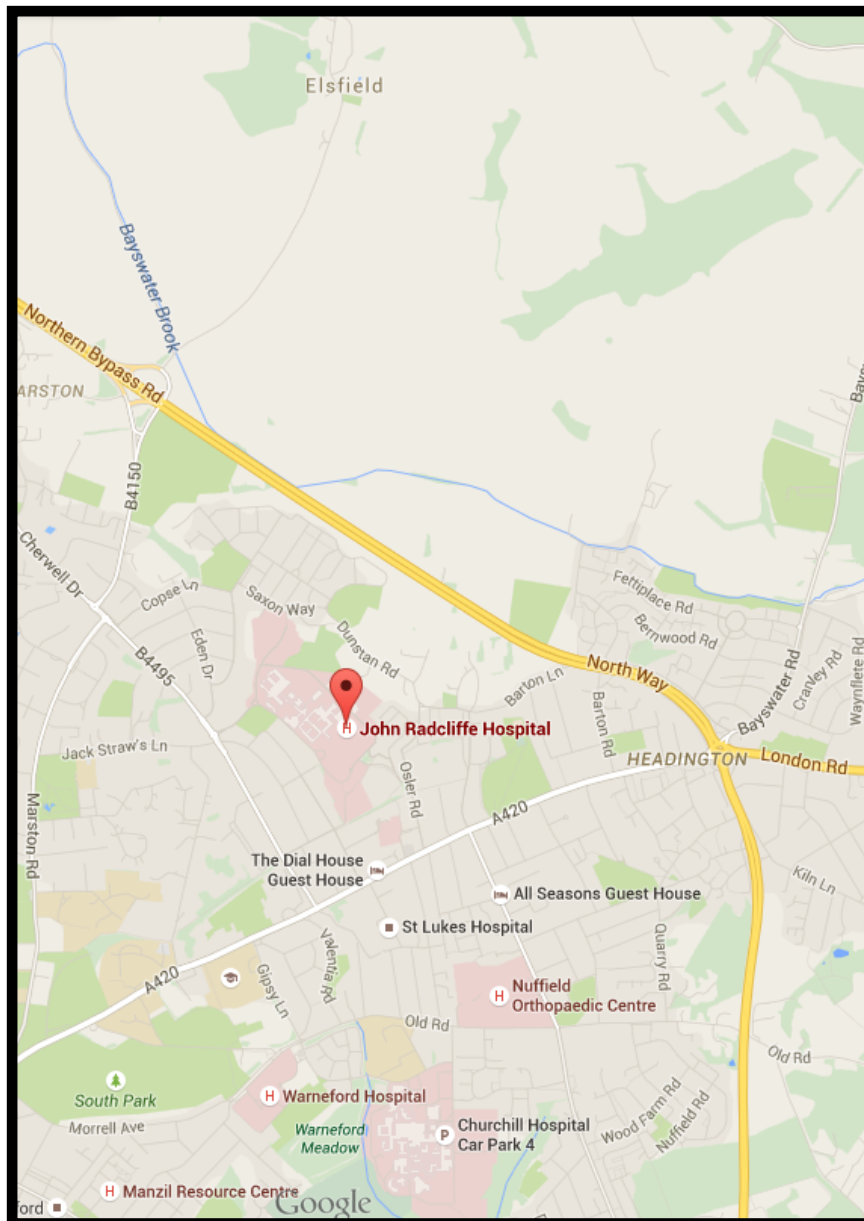 Elsfield
Bayswater Brook
Northern Bypass Rd
ARSTON
B4150
Cherwell Dr
Copse Ln
Saxon Way
Eden Dr
Dunstan Rd
B4495
Fettiplace Rd
Bernwood Rd
North Way
Barton Ln
Barton Rd
Bays
Bayswater Rd
Cranley Rd
Waynflete Rd
John Radcliffe Hospital
Jack Straw's Ln
Osler Rd
HEADINGTON
London Rd
Marston Rd
A420
The Dial House
Guest House
All Seasons Guest House
Kiln Ln
St Lukes Hospital
Valentia Rd
Quarry Rd
A420
Gipsy Ln
Nuffield
Orthopaedic Centre
Old Rd
Old Rd
South Park
Morrell Ave
Warneford Hospital
Warneford
Meadow
Churchill Hospital
Car Park 4
Wood Farm Rd
Nuffield Rd
Manzil Resource Centre
ford
Google
H
H
H
H
P